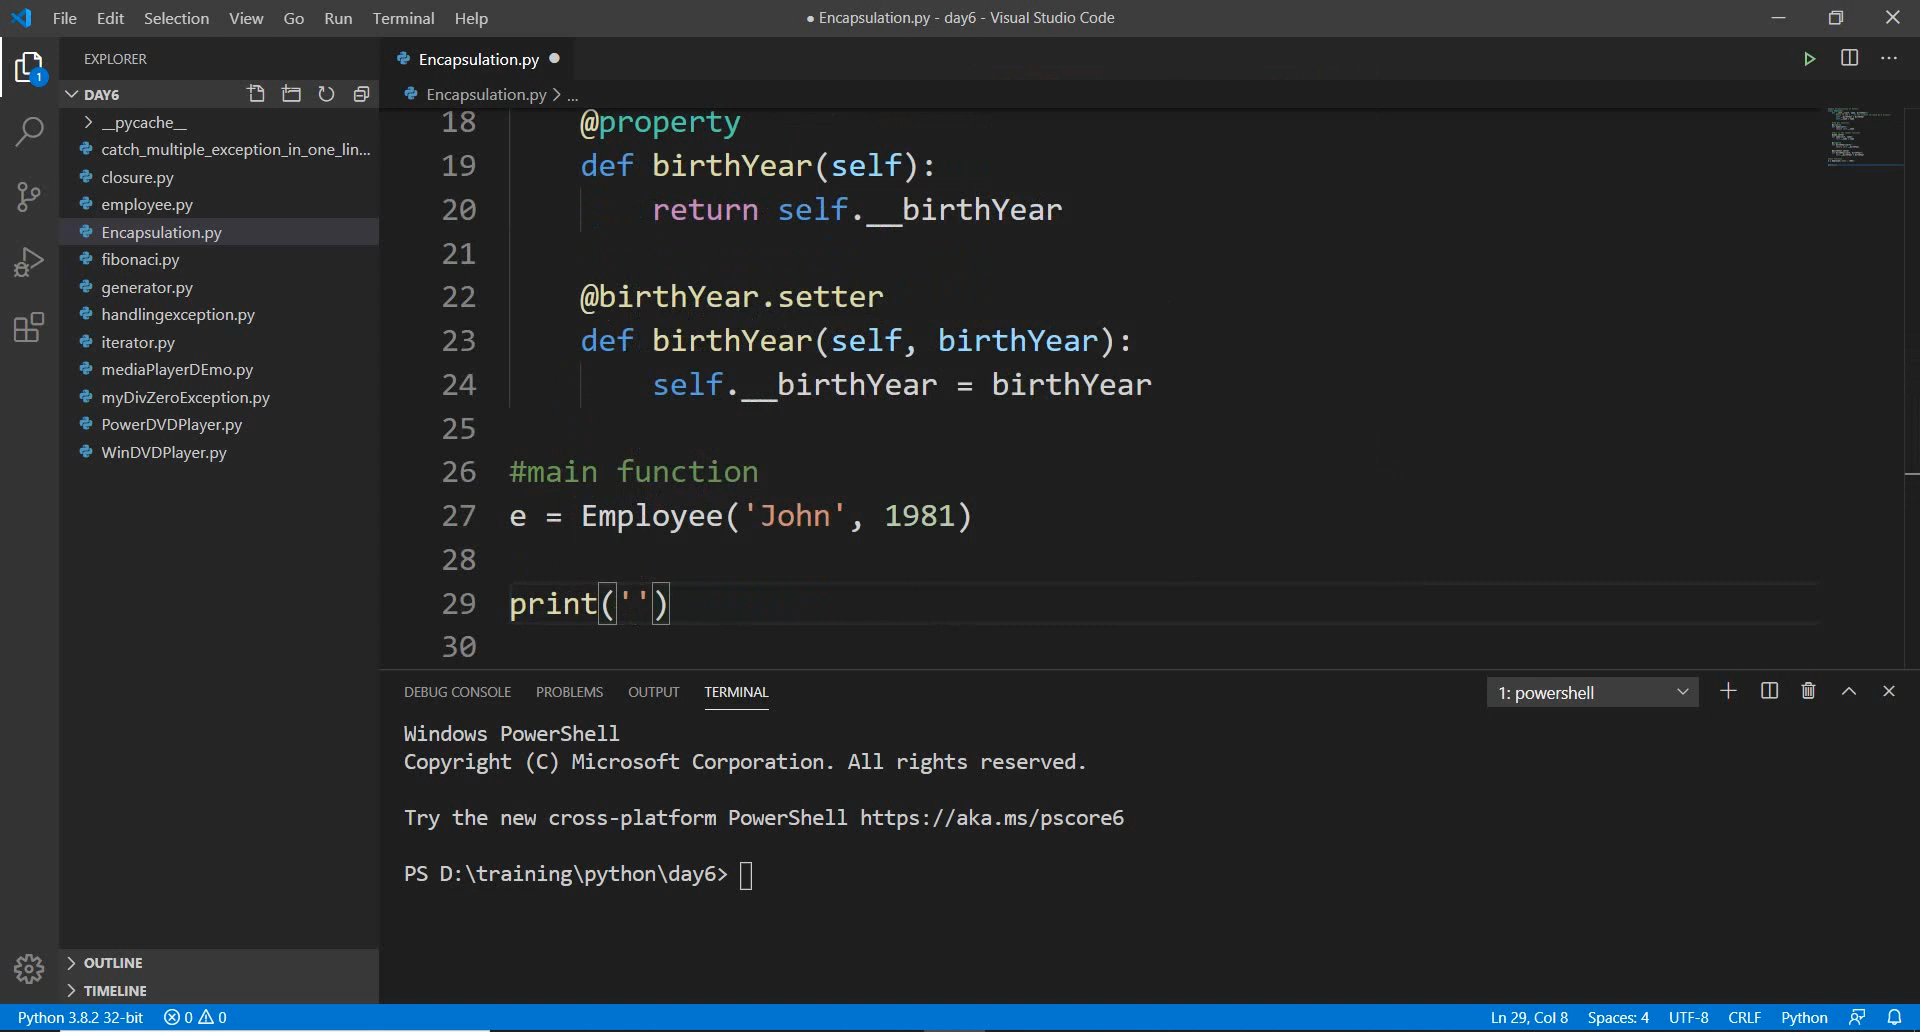 File Edit Selection View Go Run Terminal Help
● Encapsulation.py - day6 - Visual Studio Code
EXPLORER
Encapsulation.py
DAY6
Encapsulation.py > ...
1
__pycache__
catch_multiple_exception_in_one_lin...
closure.py
employee.py
Encapsulation.py
fibonaci.py
generator.py
handlingexception.py
iterator.py
mediaPlayerDEmo.py
myDivZeroException.py
PowerDVDPlayer.py
WinDVDPlayer.py
OUTLINE
TIMELINE
18 @property
19 def birthYear(self):
20 return self.__birthYear
21
22 @birthYear.setter
23 def birthYear(self, birthYear):
24 self.__birthYear = birthYear
25
26 #main function
27 e = Employee('John', 1981)
28
29 print('')
30
DEBUG CONSOLE PROBLEMS OUTPUT TERMINAL
1: powershell
Windows PowerShell
Copyright (C) Microsoft Corporation. All rights reserved.
Try the new cross-platform PowerShell https://aka.ms/pscore6
PS D:\training\python\day6>
Python 3.8.2 32-bit 0 0
Ln 29, Col 8 Spaces: 4 UTF-8 CRLF Python